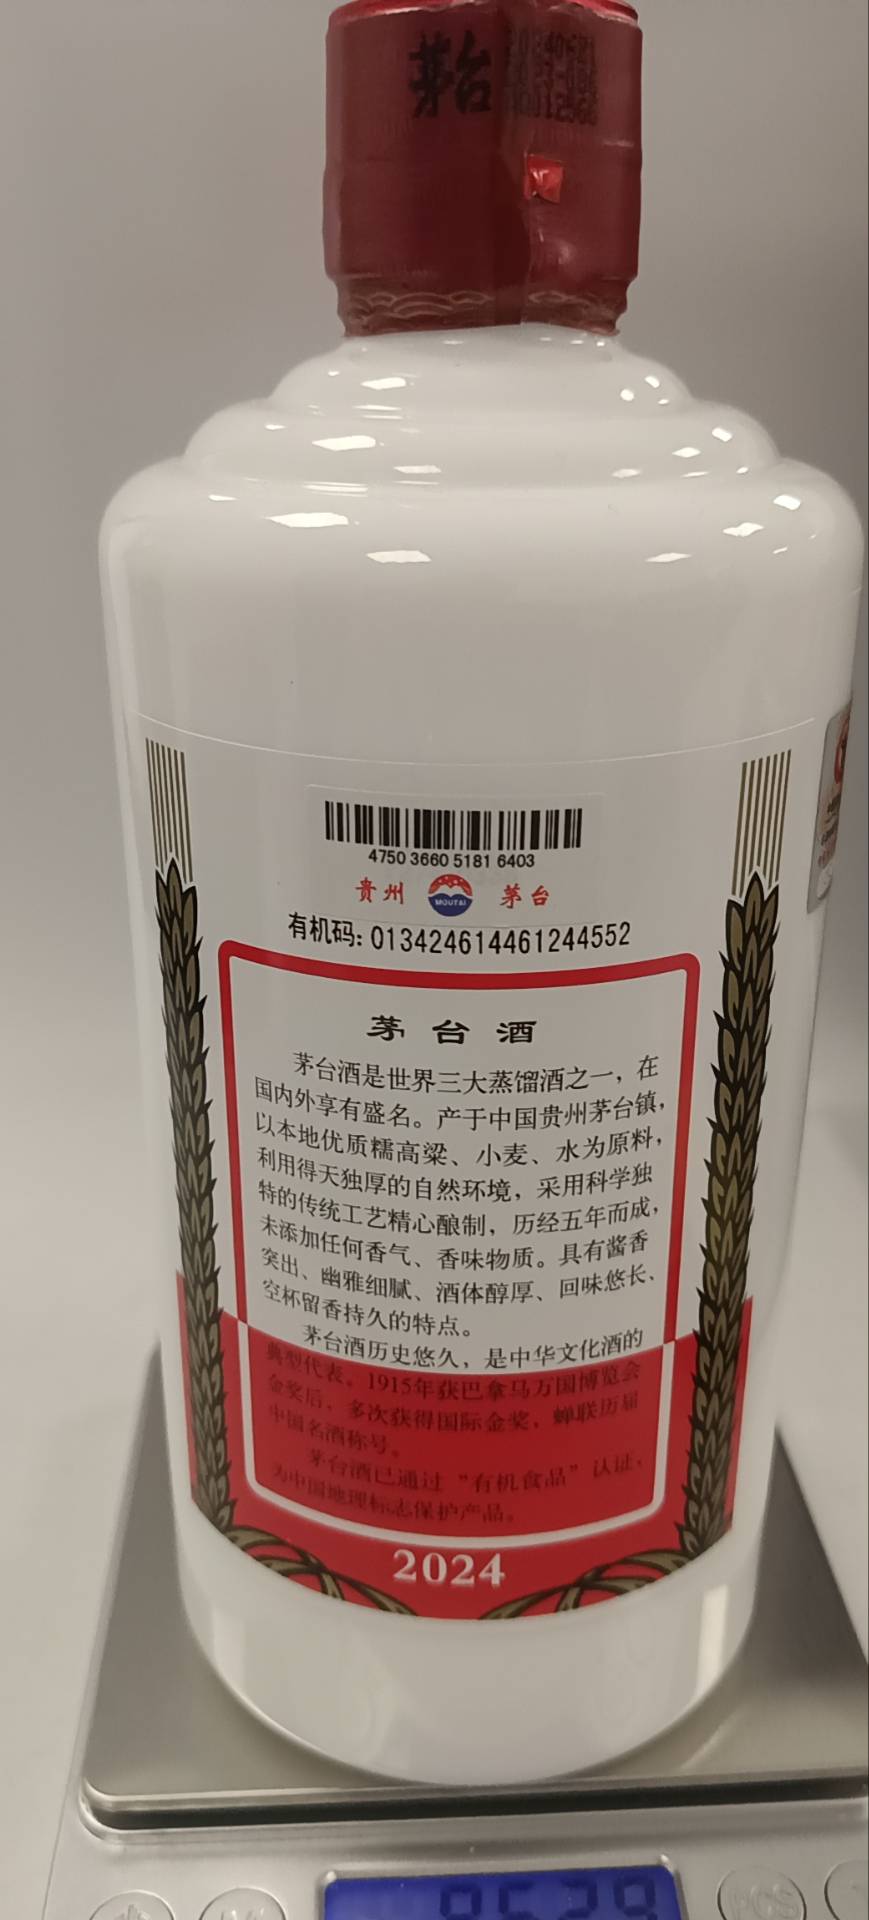 茅台
4750 3660 5181 6403
贵州 MOUTAI 茅台
有机码: 013424614461244552
茅台酒
茅台酒是世界三大蒸馏酒之一，在
国内外享有盛名。产于中国贵州茅台镇，
以本地优质糯高粱、小麦、水为原料，
利用得天独厚的自然环境，采用科学独
特的传统工艺精心酿制，历经五年而成，
未添加任何香气、香味物质。具有酱香
突出、幽雅细腻、酒体醇厚、回味悠长、
空杯留香持久的特点。
茅台酒历史悠久，是中华文化酒的
典型代表。1915年获巴拿马万国博览会
金奖后，多次获得国际金奖，蝉联历届
中国名酒称号。
茅台酒已通过“有机食品”认证，
为中国地理标志保护产品。
2024
PCS